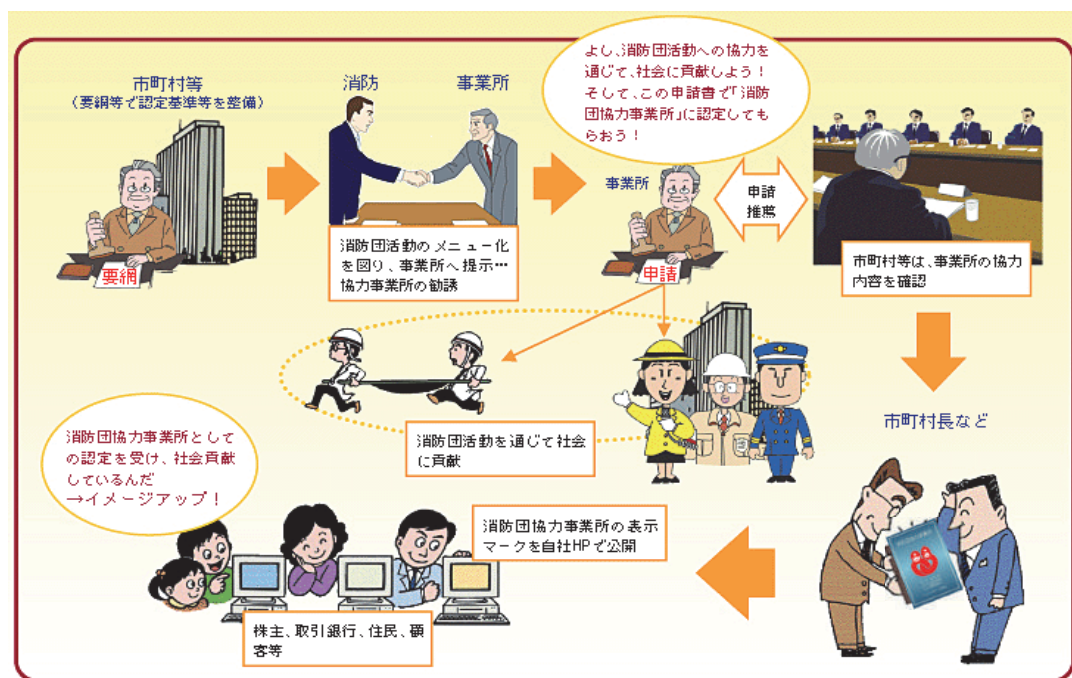 市町村等
（要綱等で認定基準等を整備）
要綱
消防
事業所
消防団活動のメニュー化
を図り、事業所へ提示…
協力事業所の勧誘
よし、消防団活動への協力を
通じて、社会に貢献しよう！
そして、この申請書で「消防
団協力事業所」に認定しても
らおう！
事業所
申請
申請
推薦
市町村等は、事業所の協力
内容を確認
消防団活動を通じて社会
に貢献
市町村長など
消防団協力事業所として
の認定を受け、社会貢献
しているんだ
→イメージアップ！
消防団協力事業所の表示
マークを自社HPで公開
株主、取引銀行、住民、顧
客等